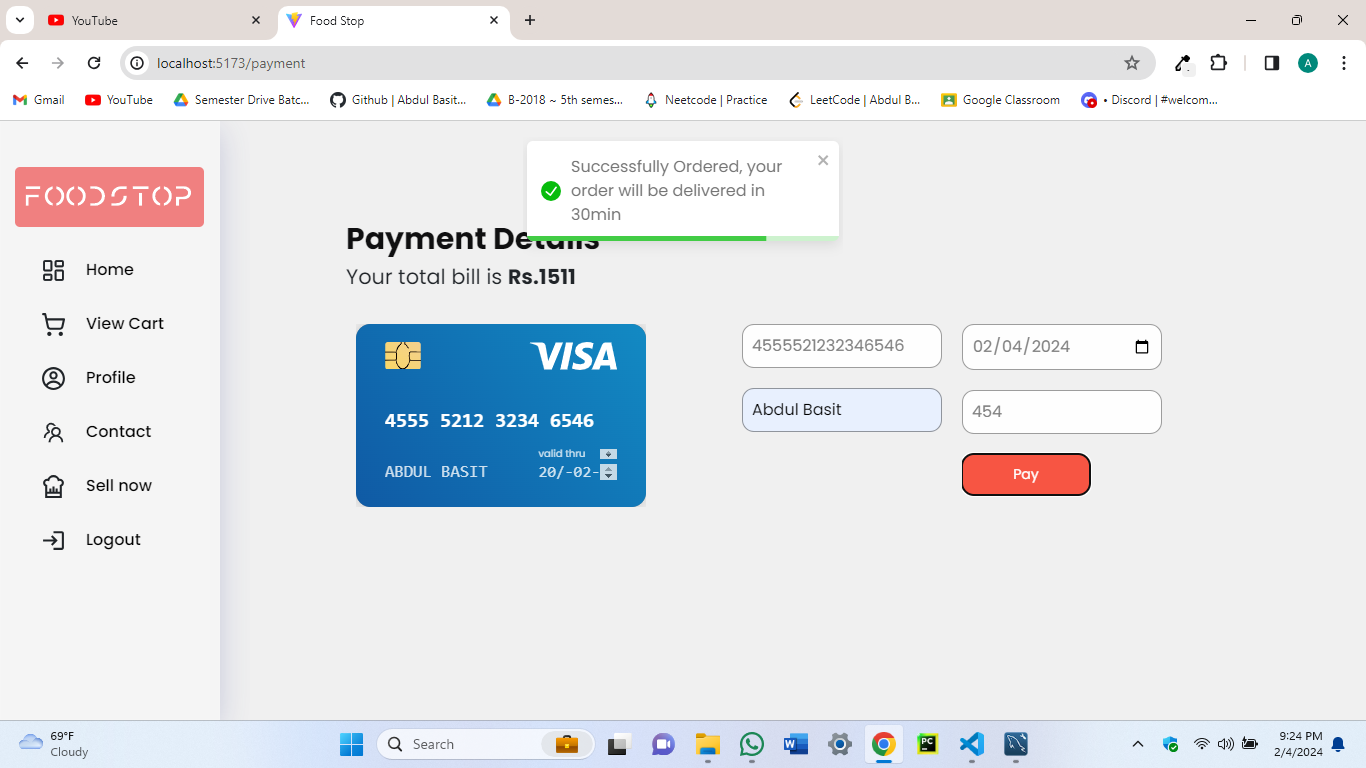 YouTube
Food Stop
localhost:5173/payment
A
Gmail
YouTube
Semester Drive Batc...
Github | Abdul Basit...
B-2018 ~ 5th semes...
Neetcode | Practice
LeetCode | Abdul B...
Google Classroom
• Discord | #welcom...
FOODSTOP
Home
View Cart
Profile
Contact
Sell now
Logout
Successfully Ordered, your
order will be delivered in
30min
Payment Details
Your total bill is Rs.1511
VISA
4555 5212 3234 6546
valid thru
ABDUL BASIT
20/-02-
4555521232346546
02/04/2024
Abdul Basit
454
Pay
69°F
Cloudy
Search
W
PC
9:24 PM
2/4/2024